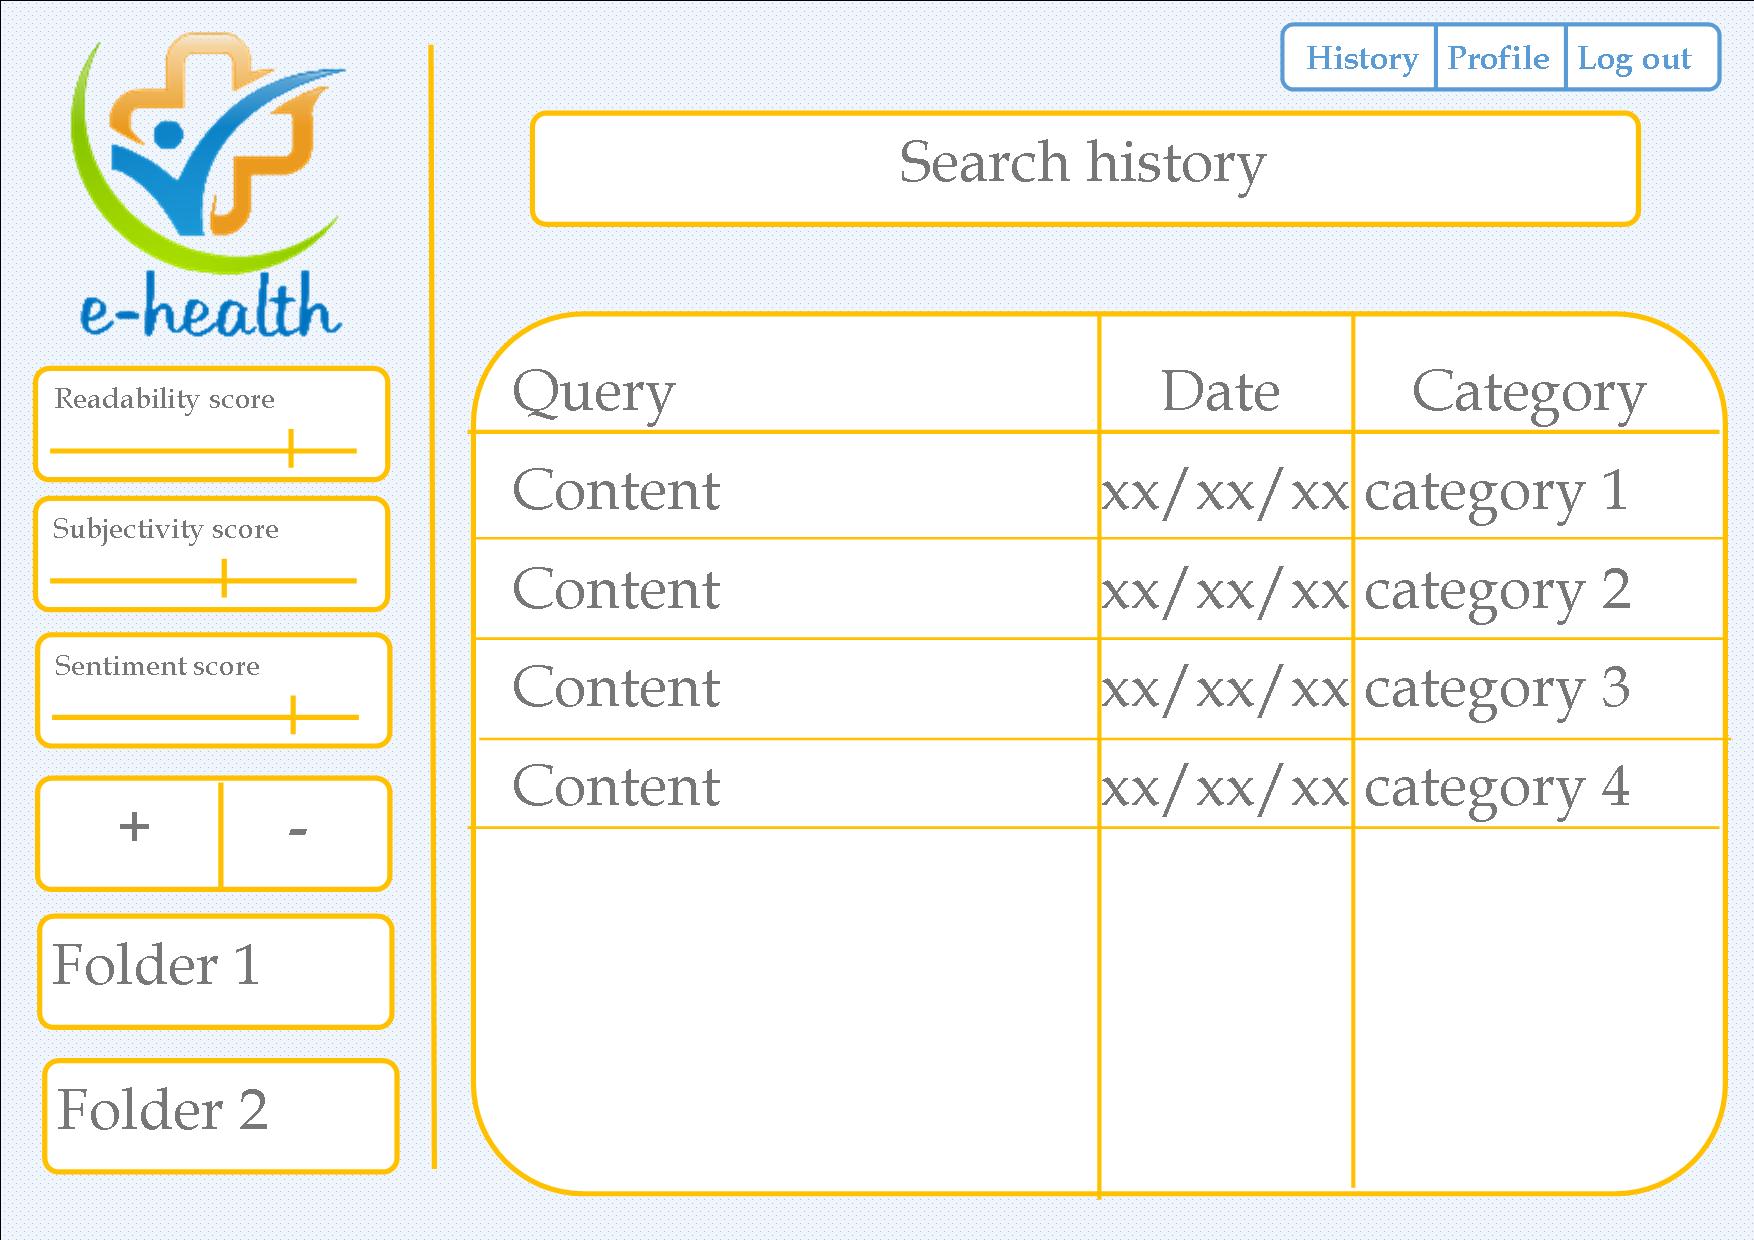 e-health
History Profile Log out
Search history
Readability score
Subjectivity score
Sentiment score
+ -
Folder 1
Folder 2
Query Date Category
Content xx/xx/xx category 1
Content xx/xx/xx category 2
Content xx/xx/xx category 3
Content xx/xx/xx category 4